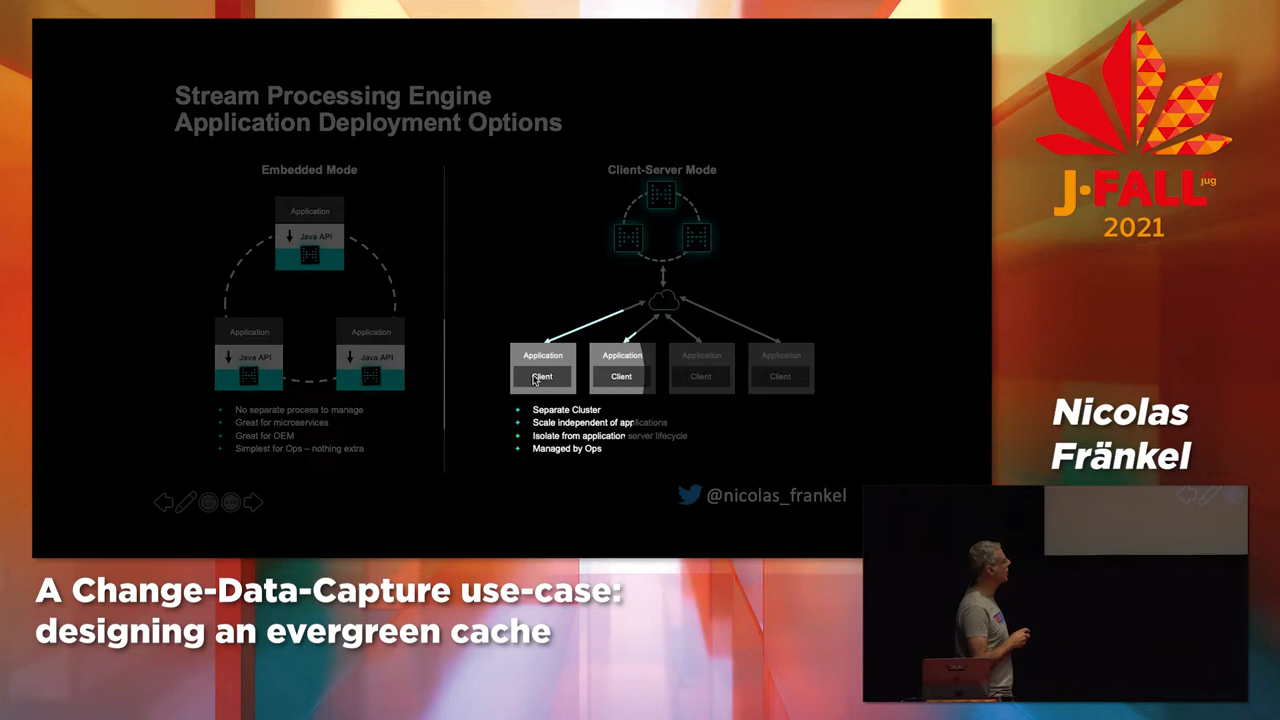 Stream Processing Engine
Application Deployment Options
Embedded Mode
Application
Java API
Application
Java API
Application
Java API
No separate process to manage
Great for microservices
Great for OEM
Simplest for Ops – nothing extra
Client-Server Mode
Application
Client
Application
Client
Application
Client
Application
Client
Separate Cluster
Scale independent of applications
Isolate from application server lifecycle
Managed by Ops
@nicolas_frankel
J-FALL
jug
2021
Nicolas
Fränkel
A Change-Data-Capture use-case:
designing an evergreen cache